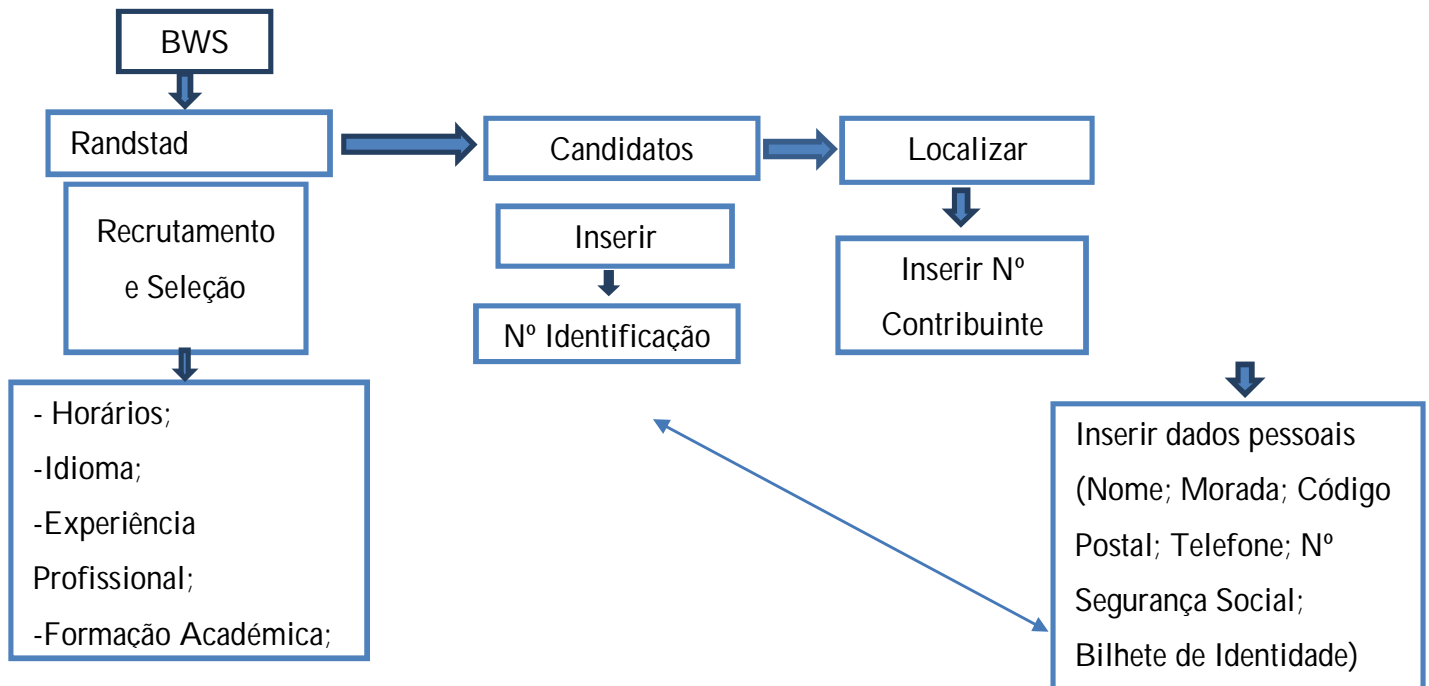 BWS
Randstad
Candidatos
Localizar
Recrutamento
e Seleção
Inserir
Nº Identificação
Inserir Nº
Contribuinte
- Horários;
-Idioma;
-Experiência
Profissional;
-Formação Académica;
Inserir dados pessoais
(Nome; Morada; Código
Postal; Telefone; Nº
Segurança Social;
Bilhete de Identidade)